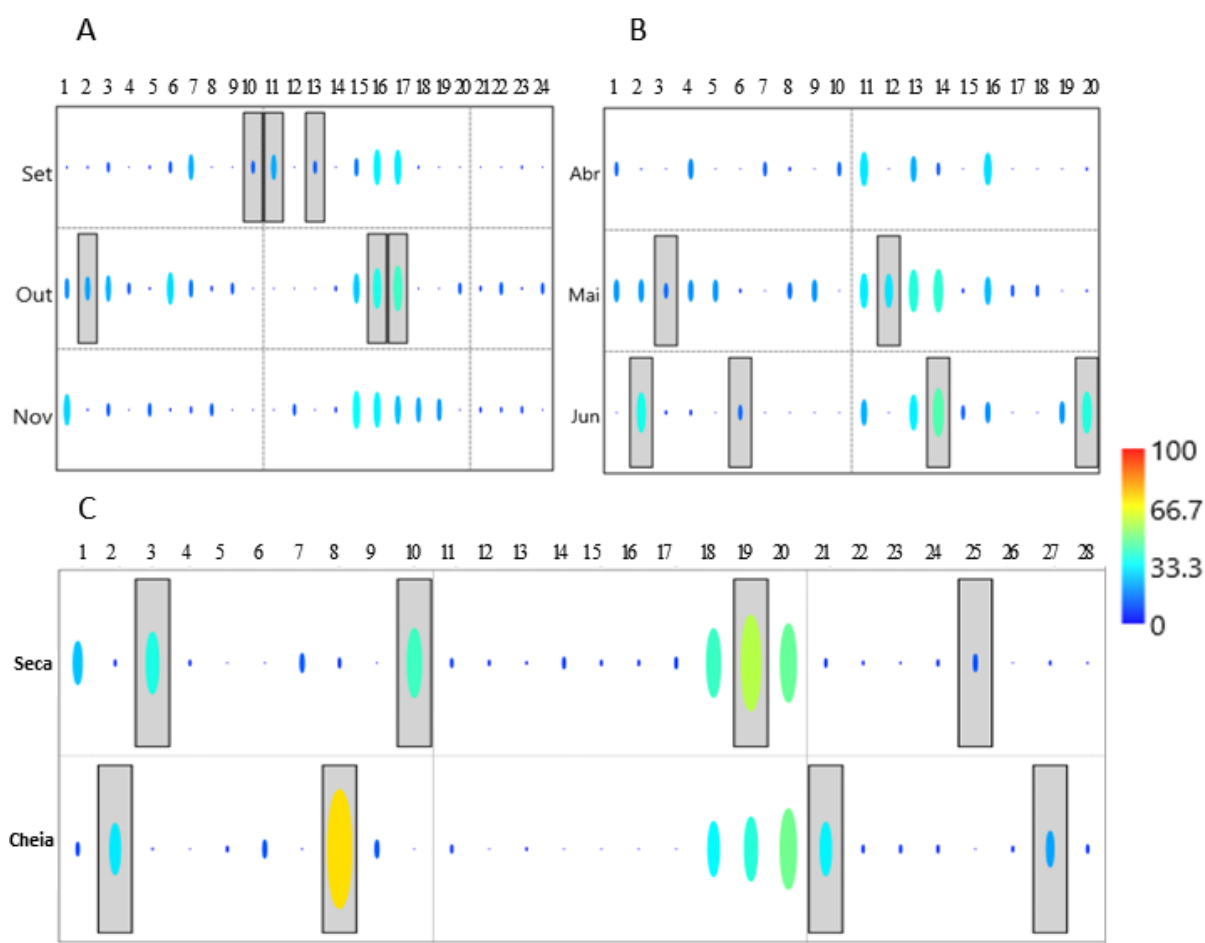 A
B
1 2 3 4 5 6 7 8 9 10 11 12 13 14 15 16 17 18 19 20 21 22 23 24
1 2 3 4 5 6 7 8 9 10 11 12 13 14 15 16 17 18 19 20
Set
Out
Nov
Abr
Mai
Jun
100
66.7
33.3
0
C
1 2 3 4 5 6 7 8 9 10 11 12 13 14 15 16 17 18 19 20 21 22 23 24 25 26 27 28
Seca
Cheia